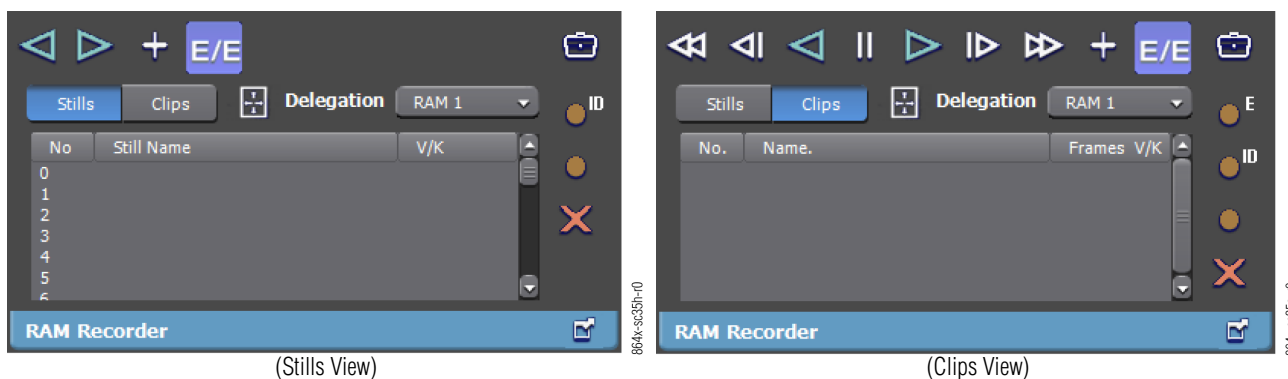 E/E
Stills Clips Delegation RAM 1 ID
No Still Name V/K
0
1
2
3
4
5
6
RAM Recorder
864x-sc35h-r0
(Stills View)
E/E
Stills Clips Delegation RAM 1 E
No. Name. Frames V/K ID
RAM Recorder
(Clips View)